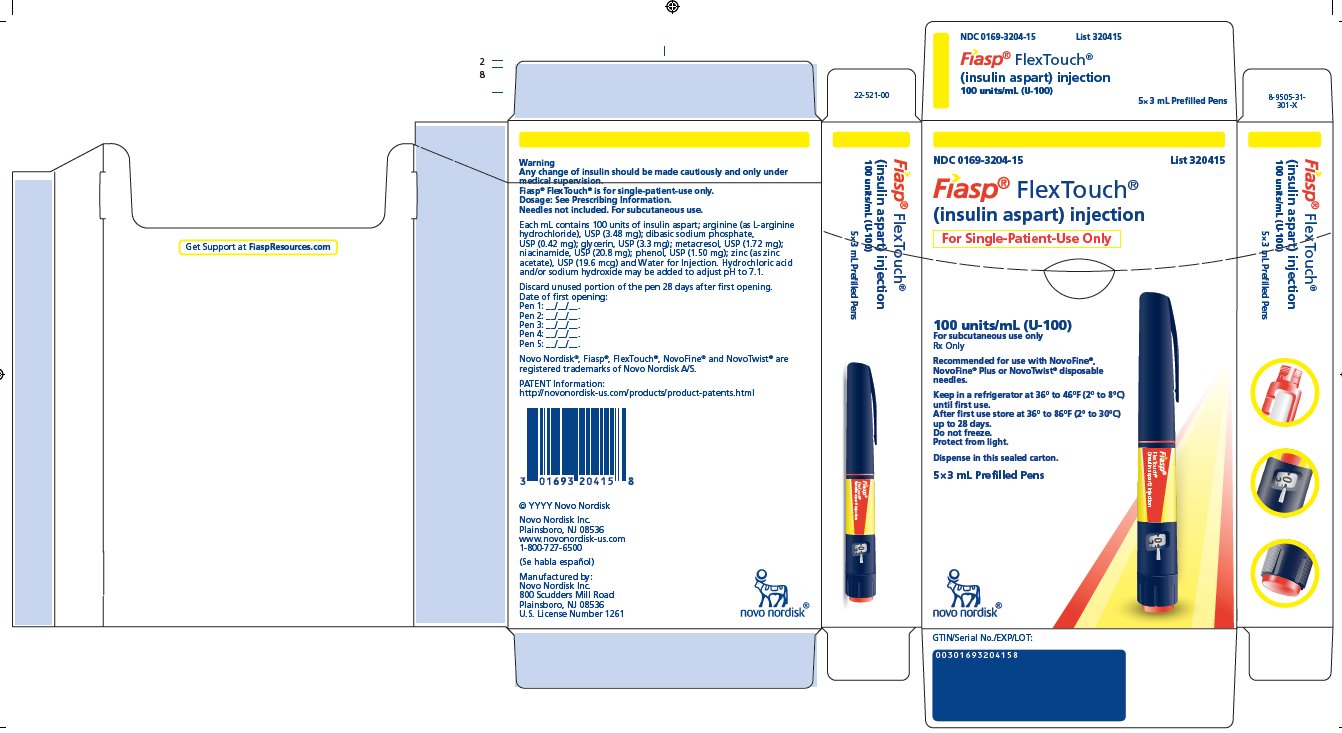 2
8
Get Support at FiaspResources.com
Warning
Any change of insulin should be made cautiously and only under
medical supervision.
Fiasp® FlexTouch® is for single-patient-use only.
Dosage: See Prescribing Information.
Needles not included. For subcutaneous use.
Each mL contains 100 units of insulin aspart; arginine (as L-arginine
hydrochloride), USP (3.48 mg); dibasic sodium phosphate,
USP (0.42 mg); glycerin, USP (3.3 mg); metacresol, USP (1.72 mg);
niacinamide, USP (20.8 mg); phenol, USP (1.50 mg); zinc (as zinc
acetate), USP (19.6 mcg) and Water for Injection. Hydrochloric acid
and/or sodium hydroxide may be added to adjust pH to 7.1.
Discard unused portion of the pen 28 days after first opening.
Date of first opening:
Pen 1: __/__/__.
Pen 2: __/__/__.
Pen 3: __/__/__.
Pen 4: __/__/__.
Pen 5: __/__/__.
Novo Nordisk®, Fiasp®, FlexTouch®, NovoFine® and NovoTwist® are
registered trademarks of Novo Nordisk A/S.
PATENT Information:
http://novonordisk-us.com/products/product-patents.html
3 01693 20415 8
© YYYY Novo Nordisk
Novo Nordisk Inc.
Plainsboro, NJ 08536
www.novonordisk-us.com
1-800-727-6500
(Se habla español)
Manufactured by:
Novo Nordisk Inc.
800 Scudders Mill Road
Plainsboro, NJ 08536
U.S. License Number 1261
novo nordisk®
22-521-00
Fiasp® FlexTouch®
(insulin aspart) injection
100 units/mL (U-100)
5×3 mL Prefilled Pens
Fiasp®
FlexTouch®
(insulin aspart) injection
NDC 0169-3204-15 List 320415
Fiasp® FlexTouch®
(insulin aspart) injection
100 units/mL (U-100)
5×3 mL Prefilled Pens
NDC 0169-3204-15 List 320415
Fiasp® FlexTouch®
(insulin aspart) injection
For Single-Patient-Use Only
100 units/mL (U-100)
For subcutaneous use only
Rx Only
Recommended for use with NovoFine®,
NovoFine® Plus or NovoTwist® disposable
needles.
Keep in a refrigerator at 36º to 46ºF (2º to 8ºC)
until first use.
After first use store at 36º to 86ºF (2º to 30ºC)
up to 28 days.
Do not freeze.
Protect from light.
Dispense in this sealed carton.
5×3 mL Prefilled Pens
Fiasp®
FlexTouch®
(insulin aspart) injection
novo nordisk®
GTIN/Serial No./EXP/LOT:
00301693204158
8-9505-31-
301-X
Fiasp® FlexTouch®
(insulin aspart) injection
100 units/mL (U-100)
5×3 mL Prefilled Pens